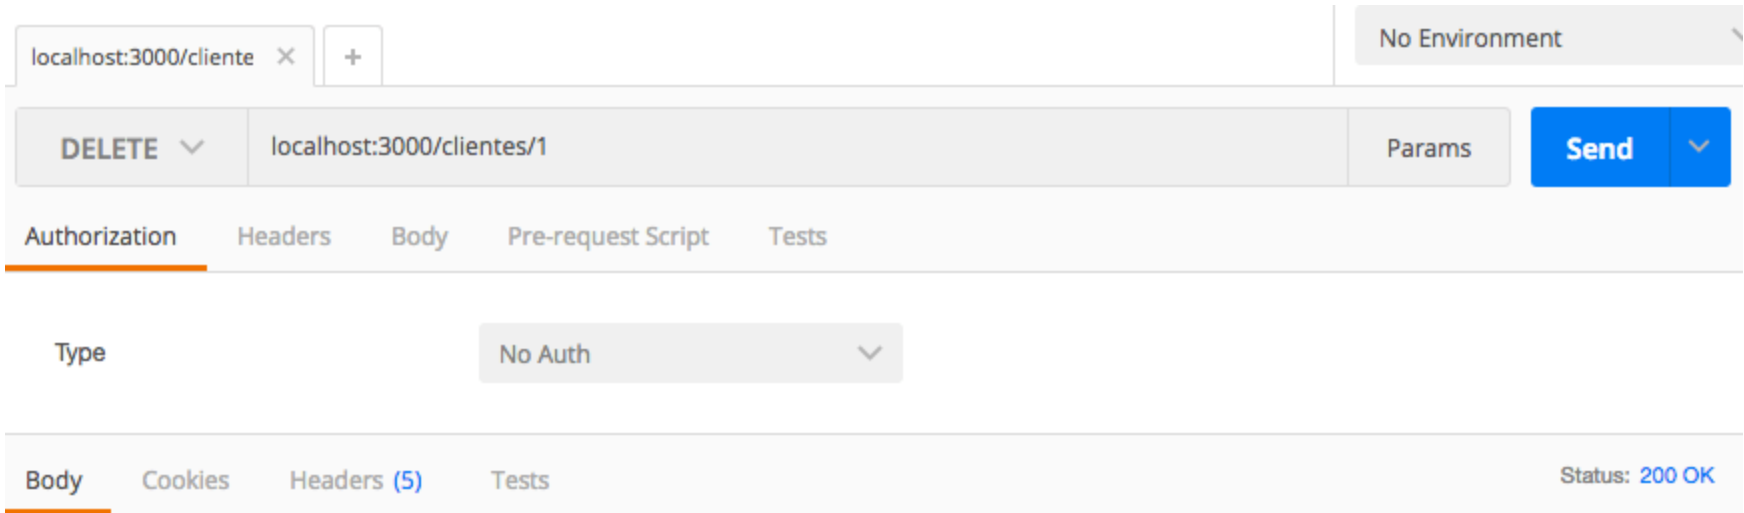 localhost:3000/cliente
No Environment
DELETE localhost:3000/clientes/1 Params Send
Authorization Headers Body Pre-request Script Tests
Type No Auth
Body Cookies Headers (5) Tests Status: 200 OK